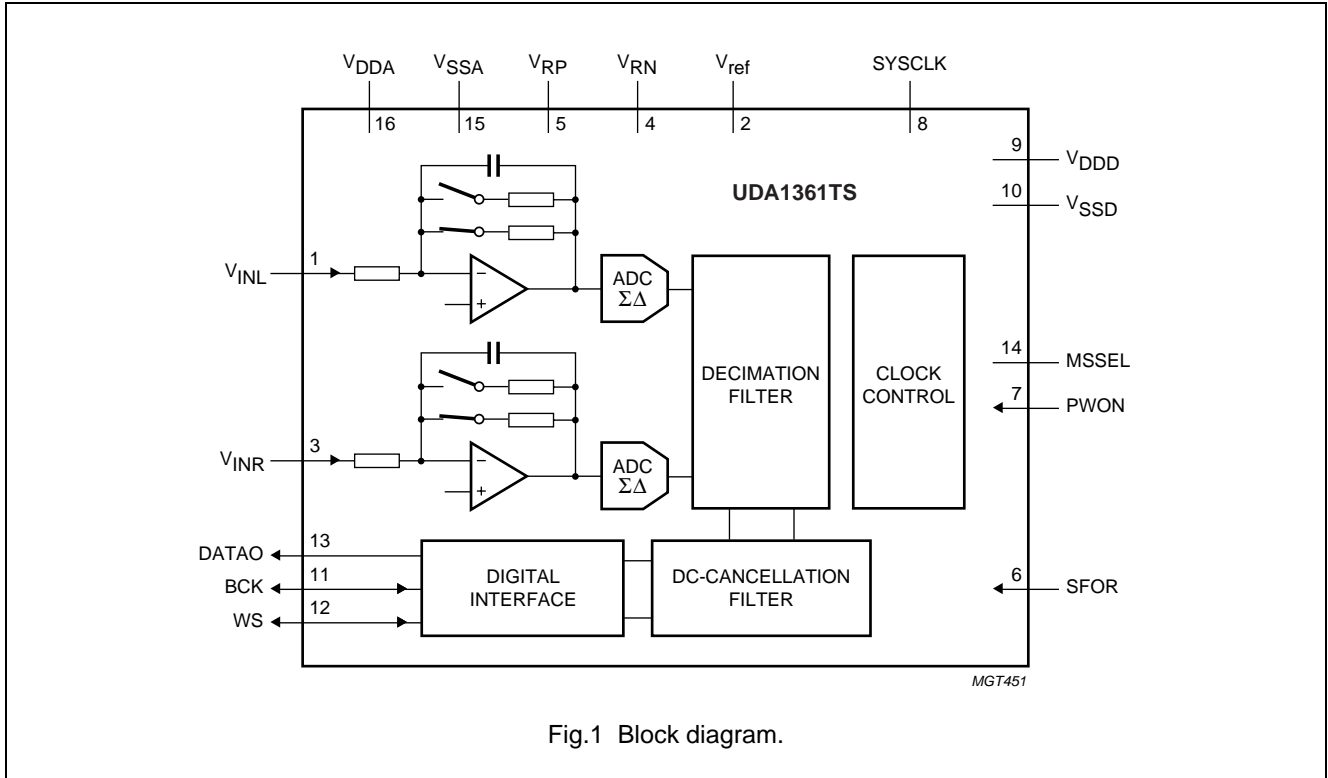 VDDA VSSA VRP VRN Vref SYSCLK
16 15 5 4 2 8
9 VDDD
UDA1361TS
10 VSSD
VINL 1
−
+
ADC
ΣΔ
DECIMATION
FILTER
CLOCK
CONTROL
14 MSSEL
7 PWON
VINR 3
−
+
ADC
ΣΔ
DATAO 13
BCK 11
WS 12
DIGITAL
INTERFACE
DC-CANCELLATION
FILTER
6 SFOR
MGT451
Fig.1 Block diagram.